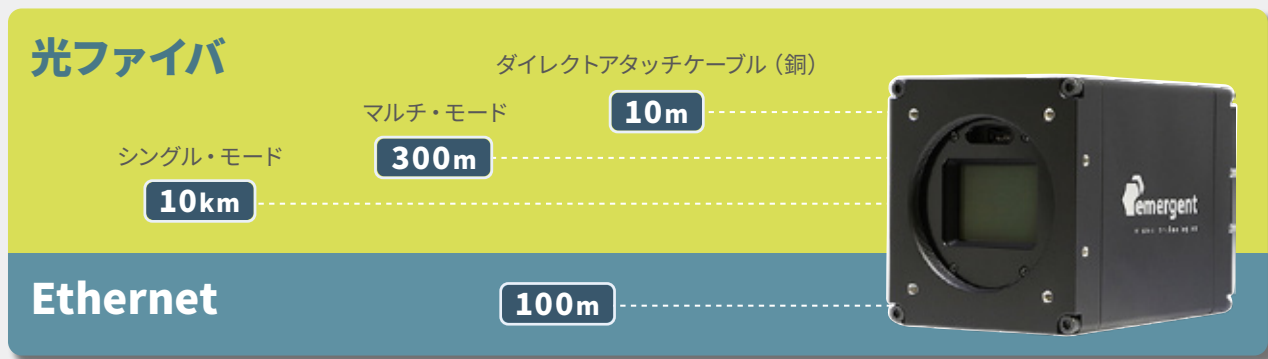 光ファイバ
ダイレクトアタッチケーブル（銅）
10m
マルチ・モード
300m
シングル・モード
10km
emergent
Ethernet
100m